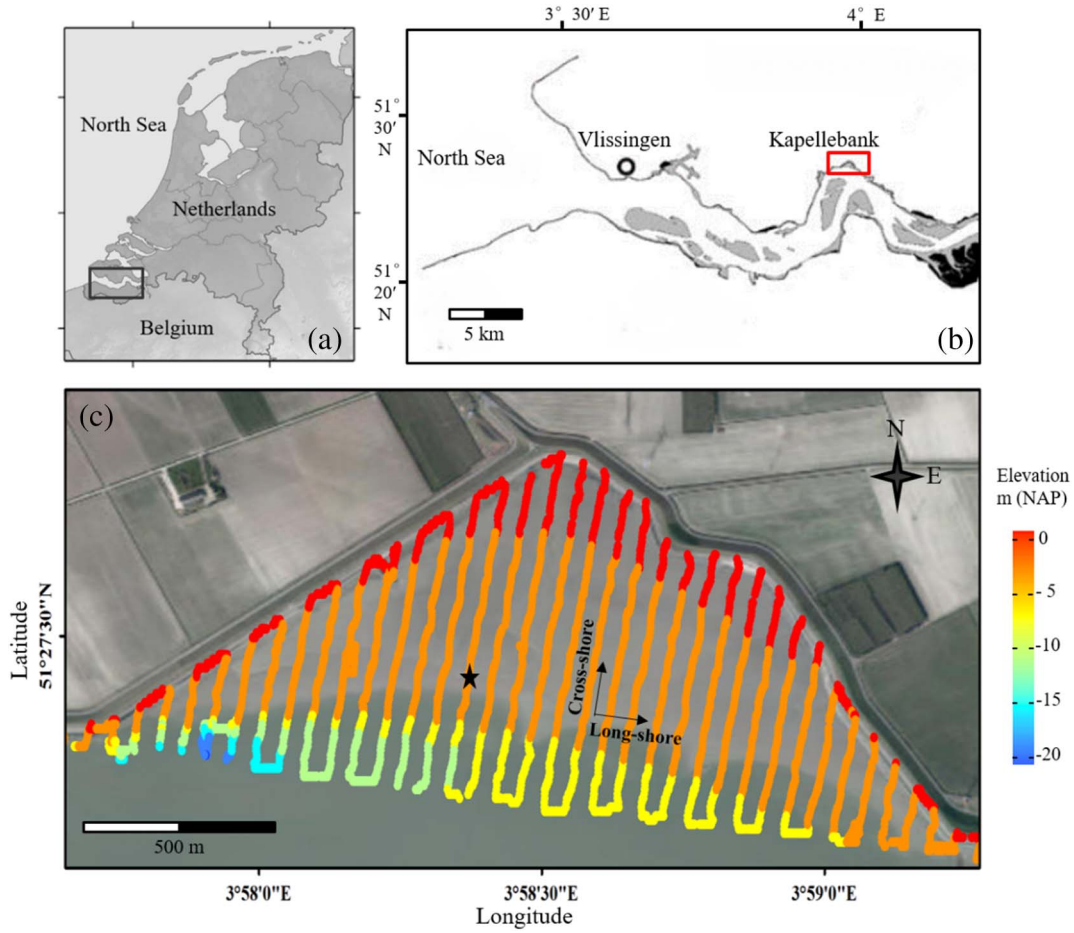 North Sea
Netherlands
Belgium
(a)
3° 30′ E
4° E
51°
30′
N
51°
20′
N
North Sea
Vlissingen
Kapellebank
5 km
(b)
(c)
N
E
Cross-shore
Long-shore
500 m
Elevation
m (NAP)
0
-5
-10
-15
-20
Latitude
51°27'30"N
3°58'0"E
3°58'30"E
3°59'0"E
Longitude